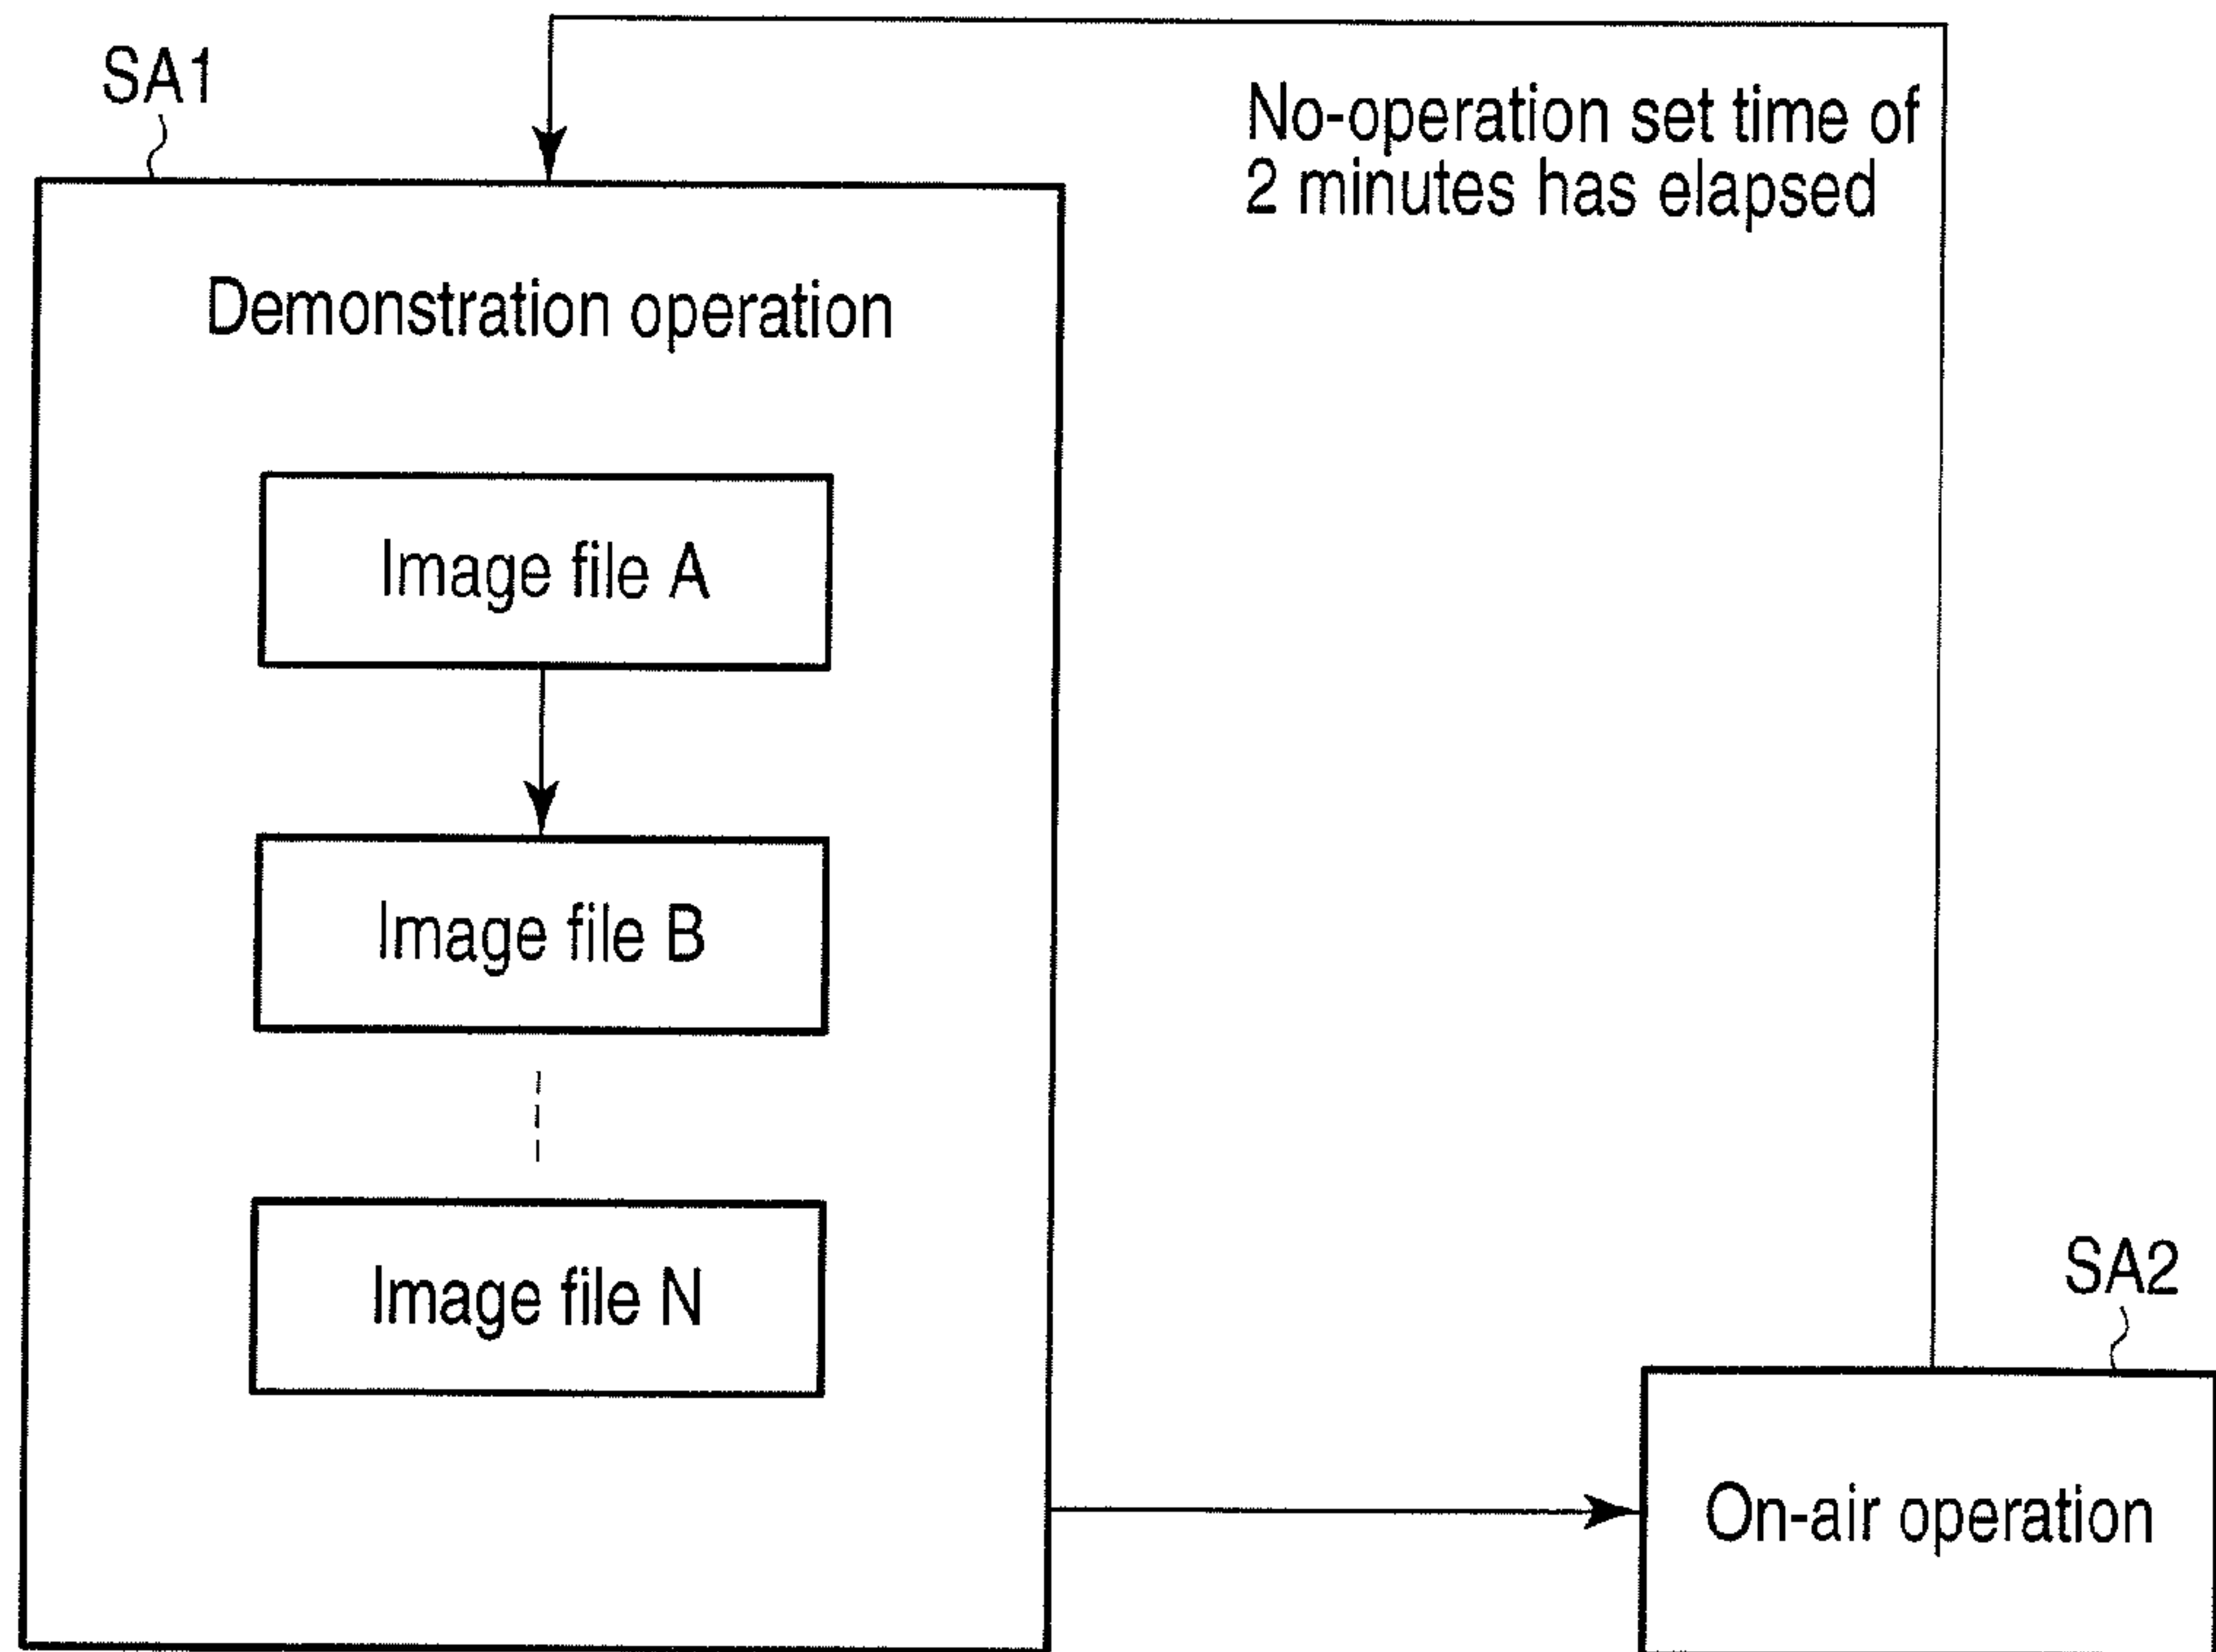 SA1
No-operation set time of
2 minutes has elapsed
Demonstration operation
Image file A
Image file B
Image file N
SA2
On-air operation